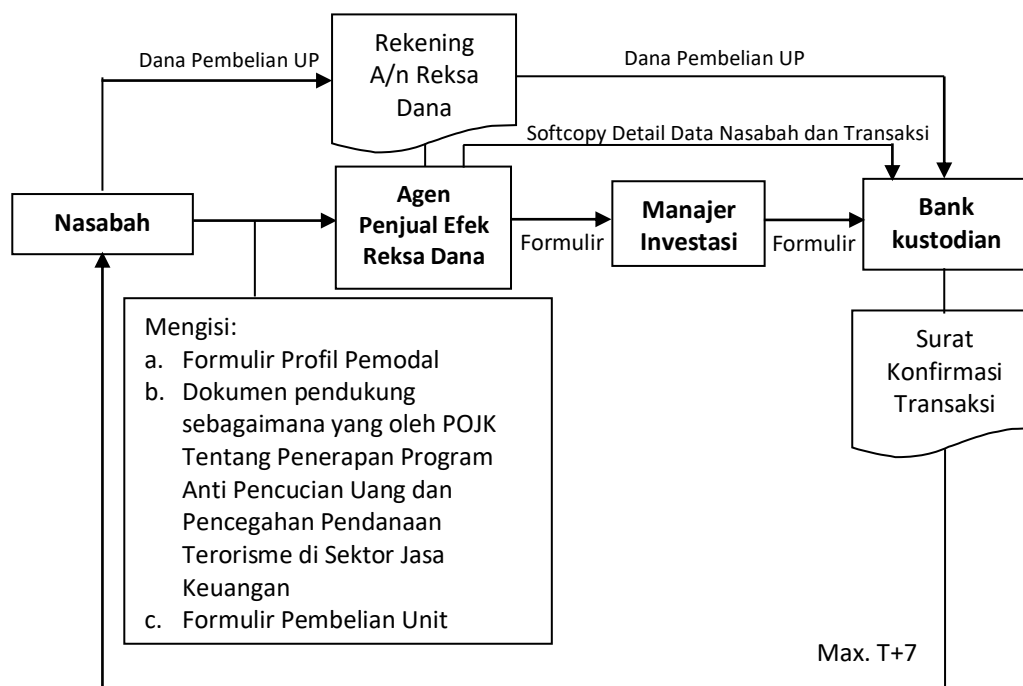 Dana Pembelian UP
Rekening
A/n Reksa
Dana
Dana Pembelian UP
Softcopy Detail Data Nasabah dan Transaksi
Nasabah
Agen
Penjual Efek
Reksa Dana
Formulir
Manajer
Investasi
Formulir
Bank
kustodian
Mengisi:
a. Formulir Profil Pemodal
b. Dokumen pendukung
sebagaimana yang oleh POJK
Tentang Penerapan Program
Anti Pencucian Uang dan
Pencegahan Pendanaan
Terorisme di Sektor Jasa
Keuangan
c. Formulir Pembelian Unit
Surat
Konfirmasi
Transaksi
Max. T+7